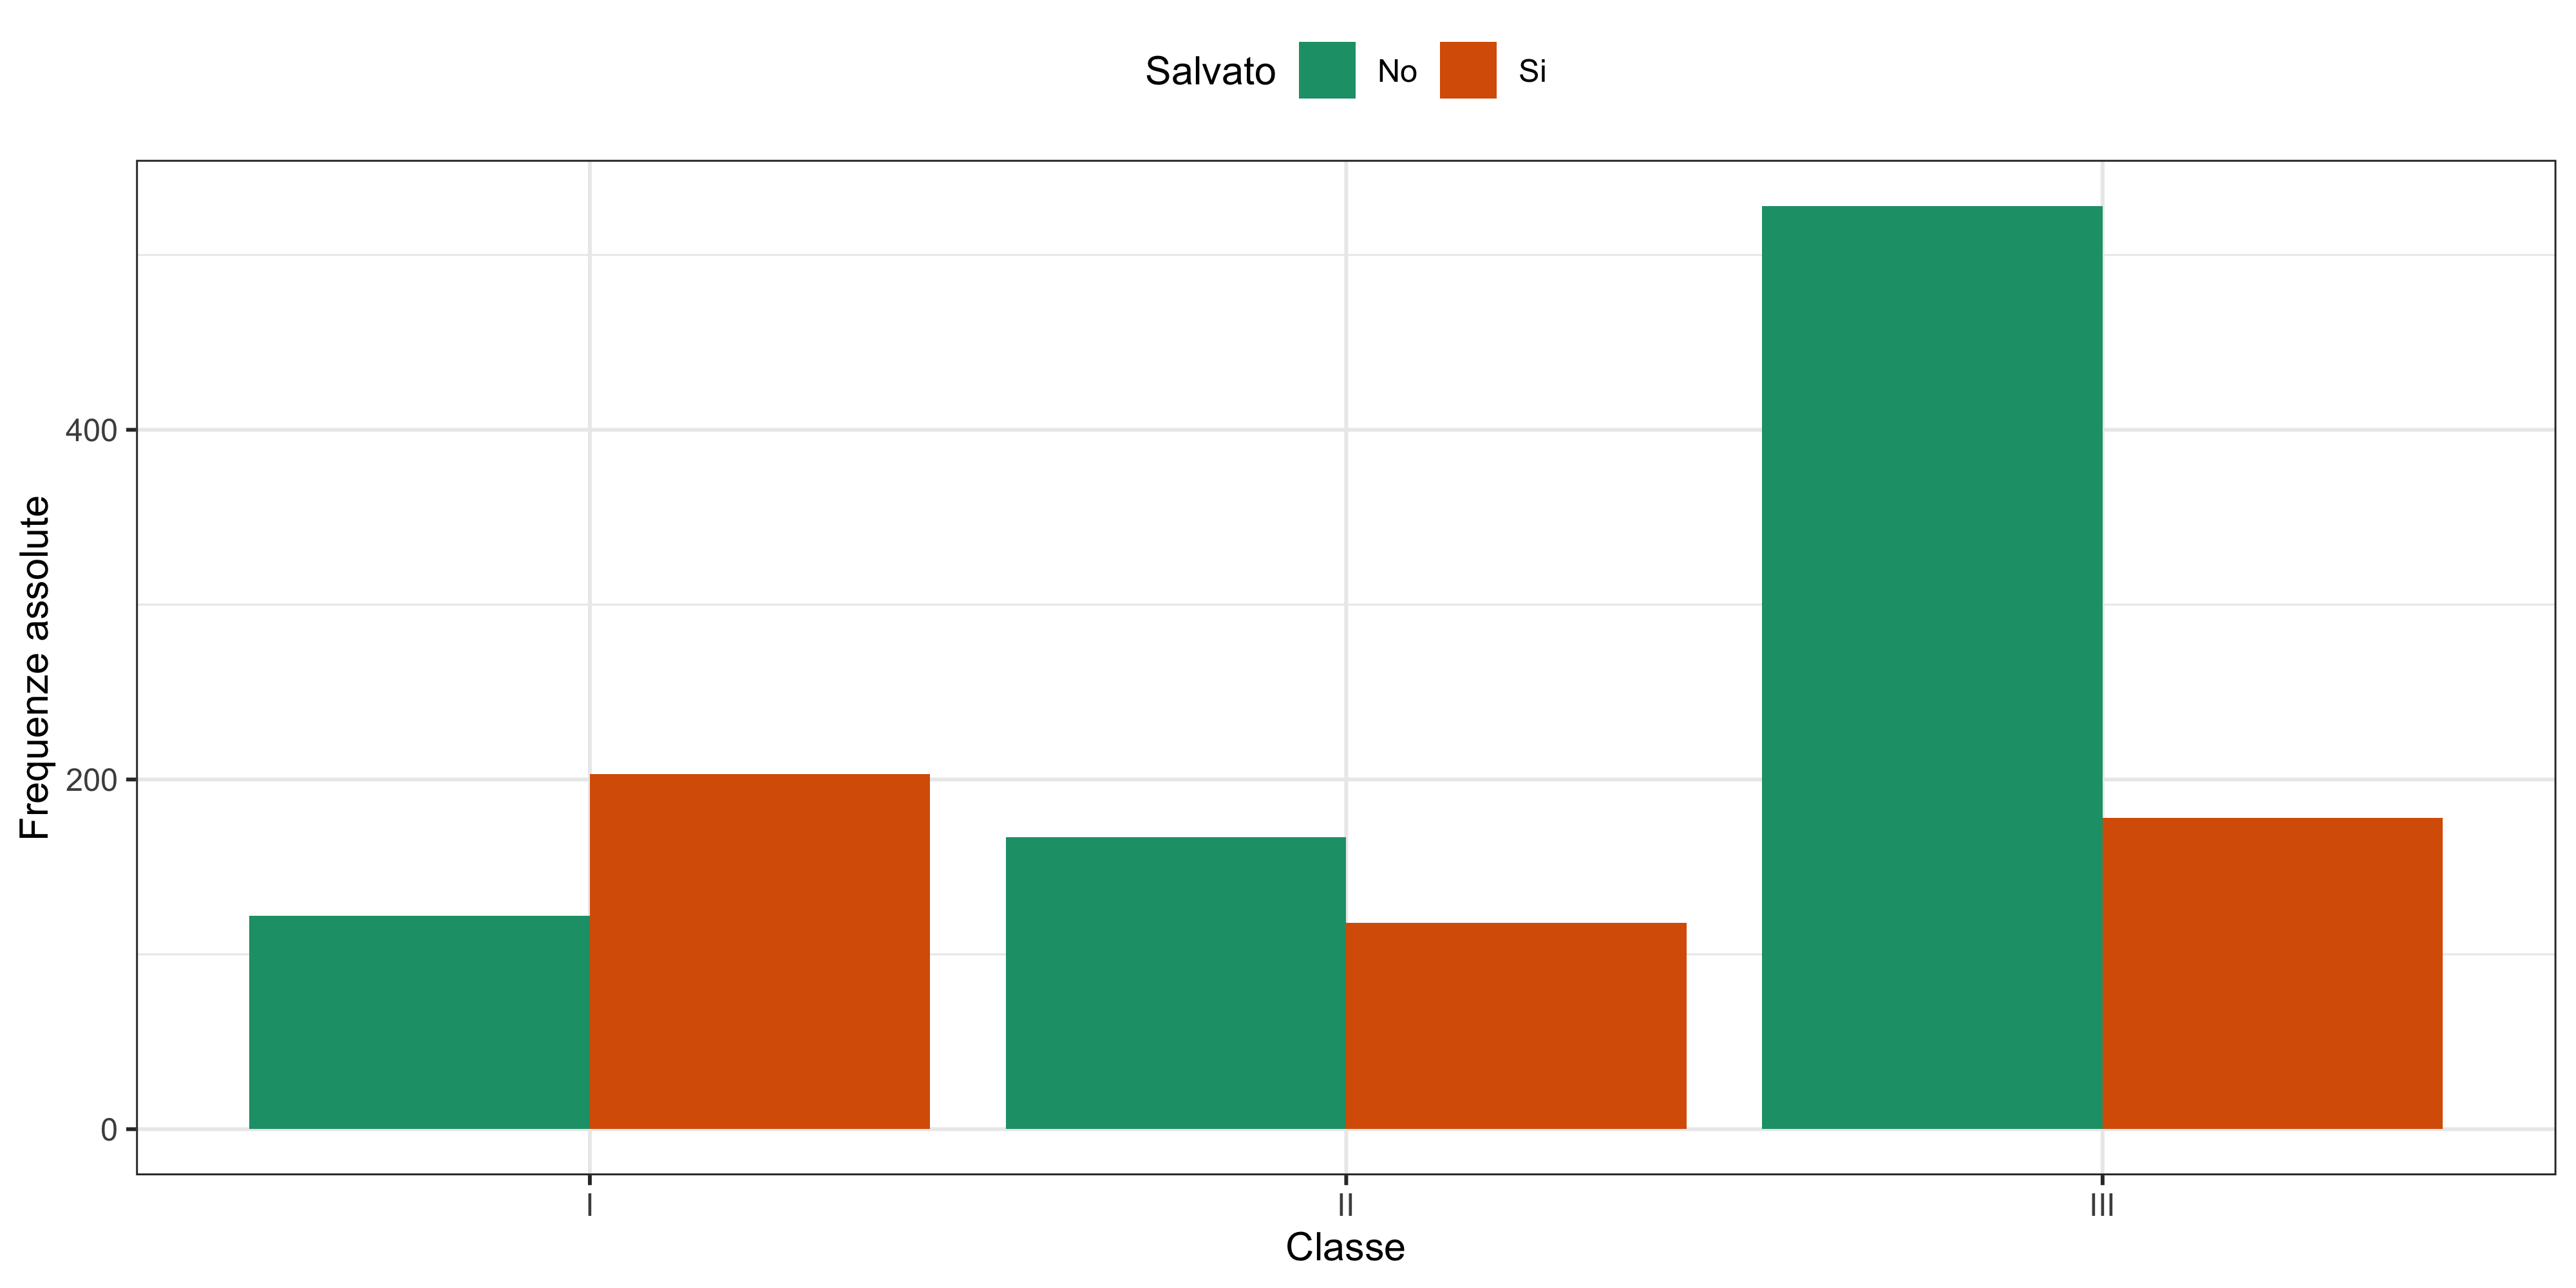 Salvato No Si
Frequenze assolute
400
200
0
I II III
Classe